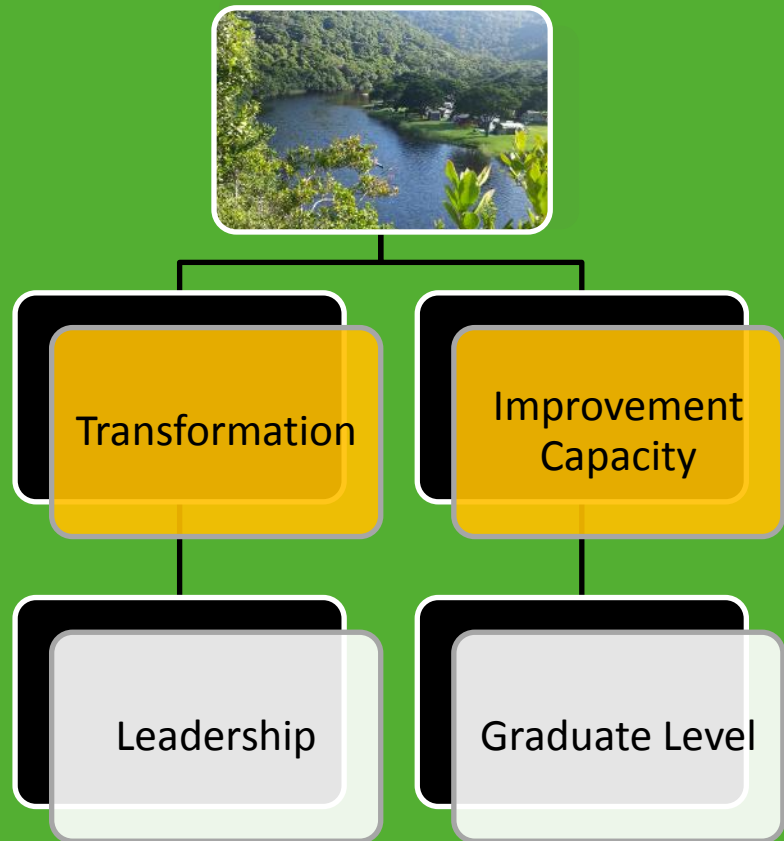 Transformation
Improvement
Capacity
Leadership
Graduate Level